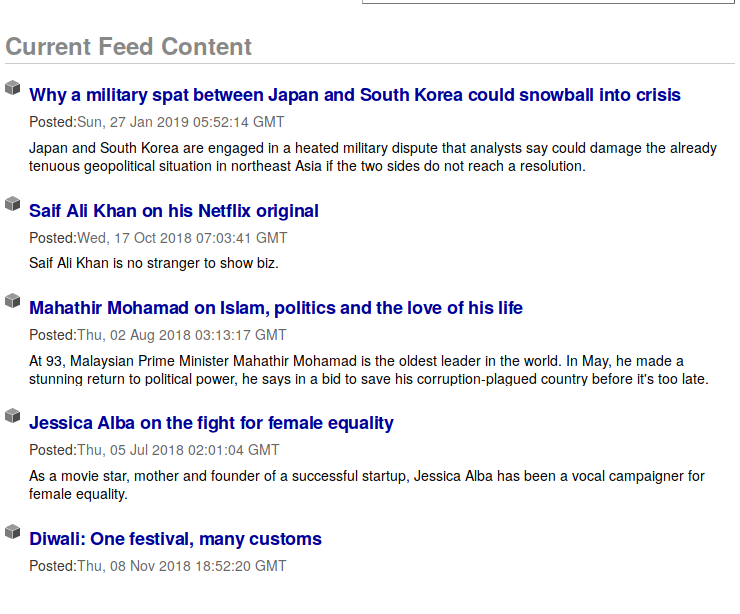 Current Feed Content
Why a military spat between Japan and South Korea could snowball into crisis
Posted:Sun, 27 Jan 2019 05:52:14 GMT
Japan and South Korea are engaged in a heated military dispute that analysts say could damage the already
tenuous geopolitical situation in northeast Asia if the two sides do not reach a resolution.
Saif Ali Khan on his Netflix original
Posted:Wed, 17 Oct 2018 07:03:41 GMT
Saif Ali Khan is no stranger to show biz.
Mahathir Mohamad on Islam, politics and the love of his life
Posted:Thu, 02 Aug 2018 03:13:17 GMT
At 93, Malaysian Prime Minister Mahathir Mohamad is the oldest leader in the world. In May, he made a
stunning return to political power, he says in a bid to save his corruption-plagued country before it's too late.
Jessica Alba on the fight for female equality
Posted:Thu, 05 Jul 2018 02:01:04 GMT
As a movie star, mother and founder of a successful startup, Jessica Alba has been a vocal campaigner for
female equality.
Diwali: One festival, many customs
Posted:Thu, 08 Nov 2018 18:52:20 GMT